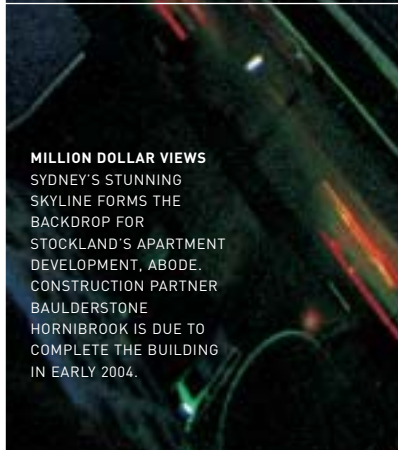 MILLION DOLLAR VIEWS
SYDNEY'S STUNNING
SKYLINE FORMS THE
BACKDROP FOR
STOCKLAND'S APARTMENT
DEVELOPMENT, ABODE.
CONSTRUCTION PARTNER
BAULDERSTONE
HORNIBROOK IS DUE TO
COMPLETE THE BUILDING
IN EARLY 2004.